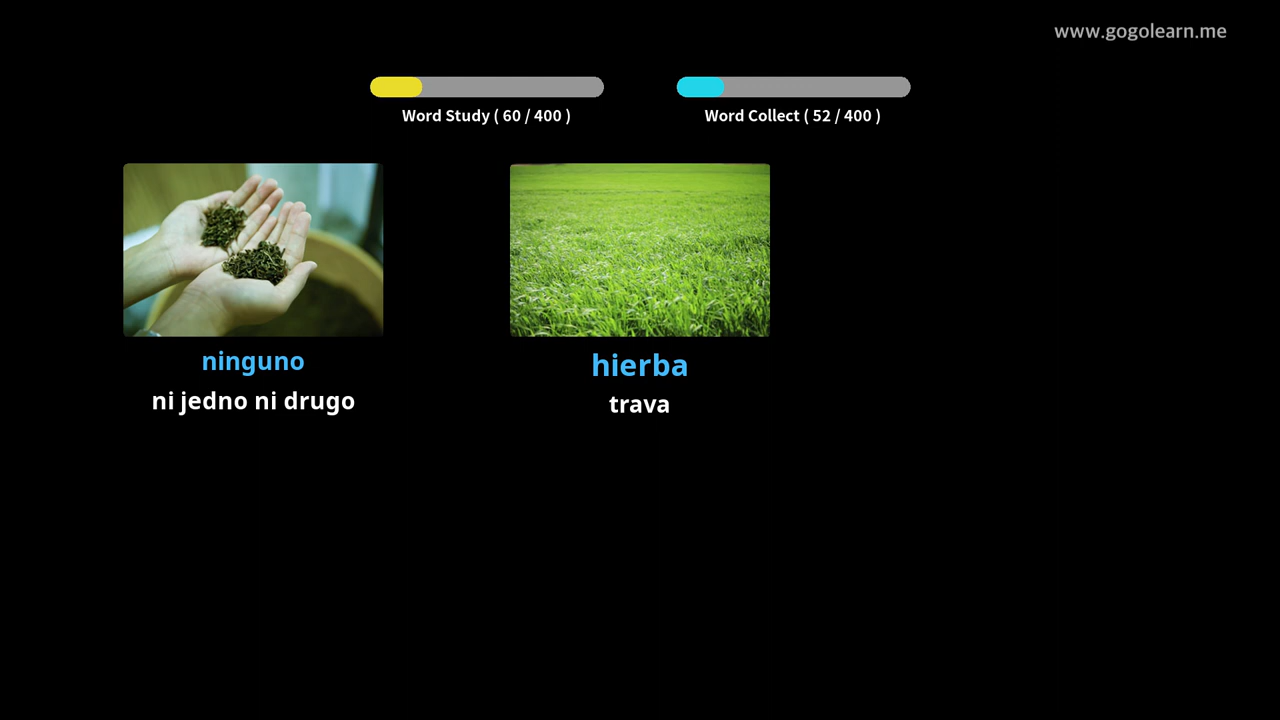 www.gogolearn.me
Word Study ( 60 / 400 )
Word Collect ( 52 / 400 )
ninguno
ni jedno ni drugo
hierba
trava